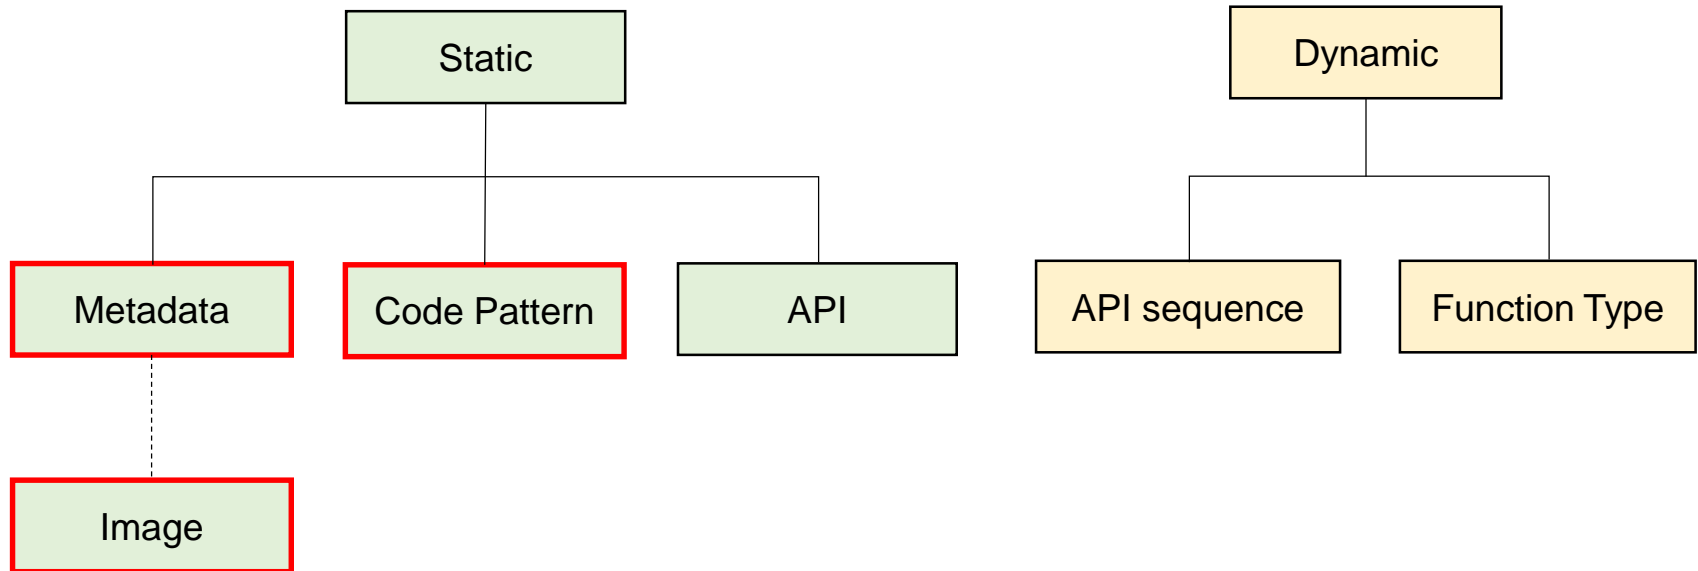 Static
Dynamic
Metadata
Code Pattern
API
API sequence
Function Type
Image